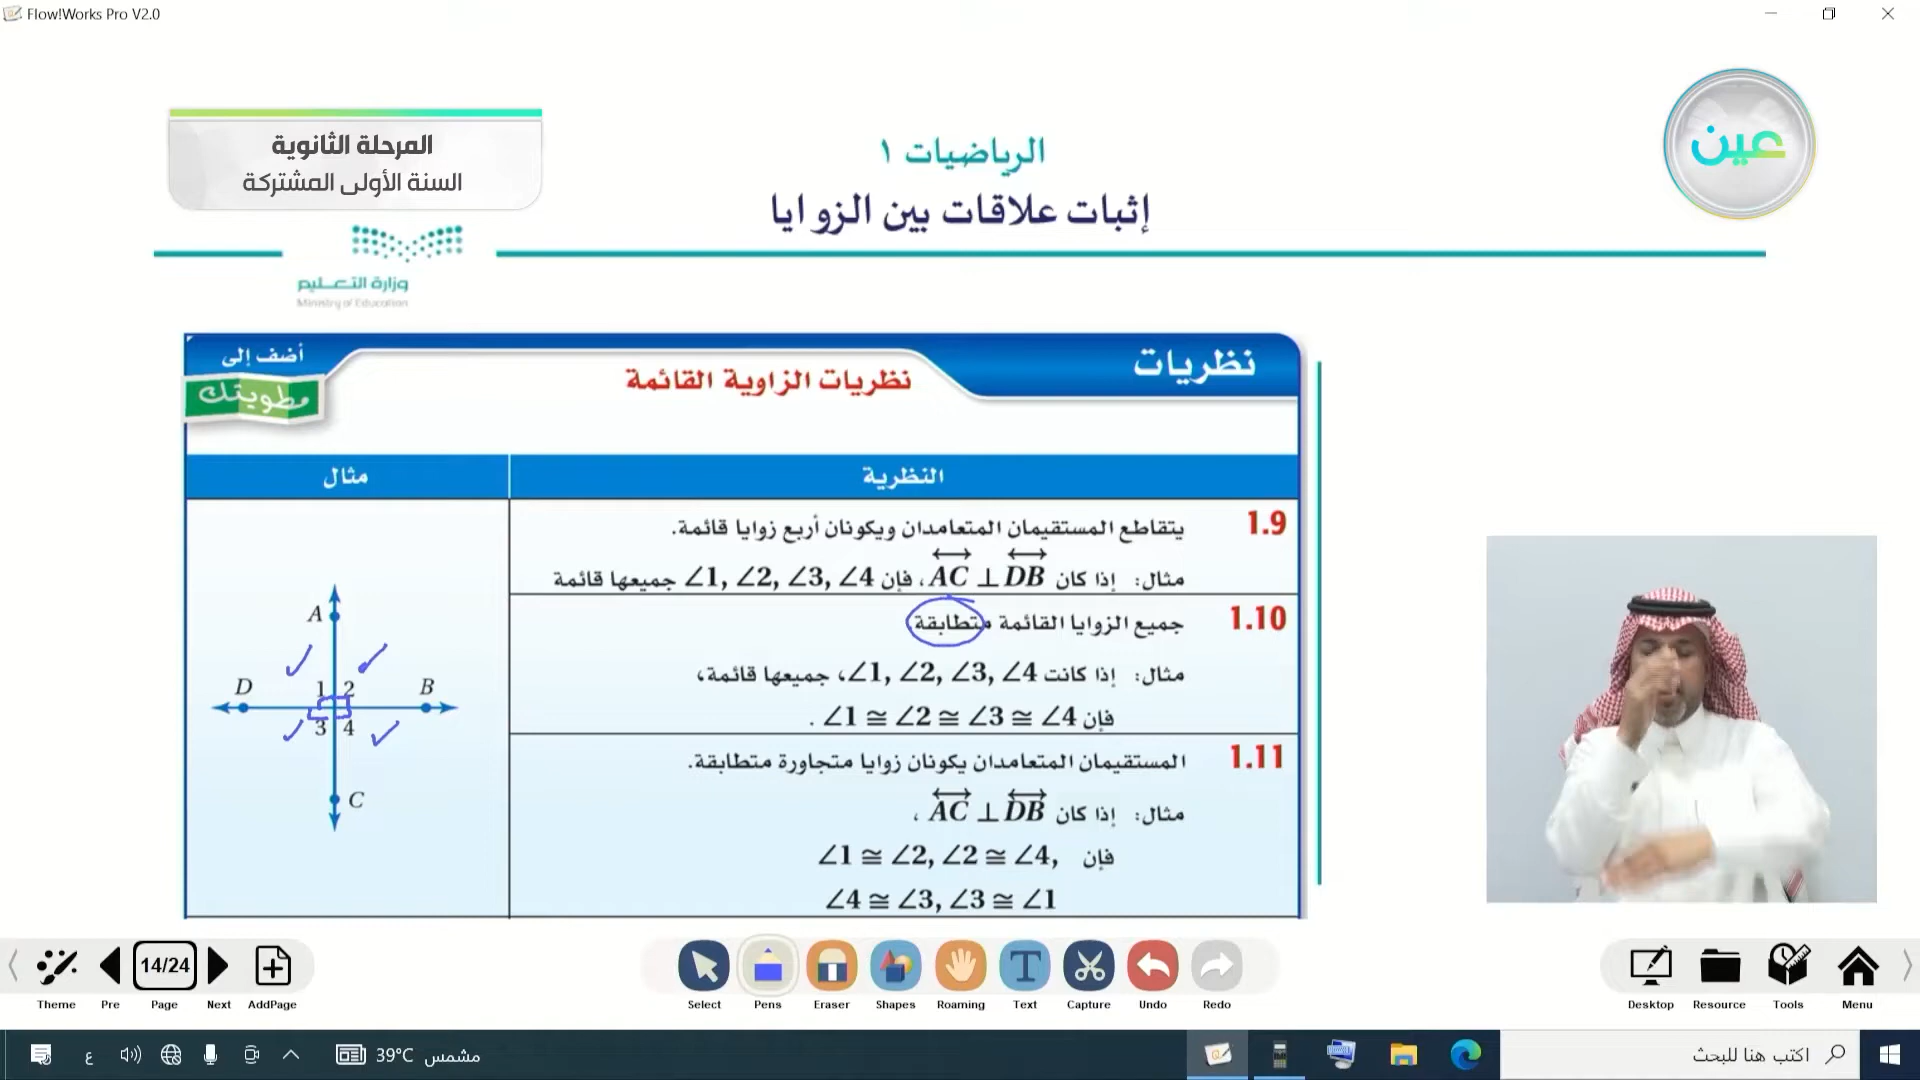 Flow!Works Pro V2.0
عين
الرياضيات ١
إثبات علاقات بين الزوايا
المرحلة الثانوية
السنة الأولى المشتركة
وزارة التعليم
Ministry of Education
نظريات
نظريات الزاوية القائمة
أضف إلى
مطويتك
النظرية
مثال
1.9 يتقاطع المستقيمان المتعامدان ويكونان أربع زوايا قائمة.
مثال: إذا كان AC ⊥ DB، فإن ∠1, ∠2, ∠3, ∠4 جميعها قائمة
1.10 جميع الزوايا القائمة متطابقة
مثال: إذا كانت ∠1, ∠2, ∠3, ∠4، جميعها قائمة،
فإن ∠1 ≅ ∠2 ≅ ∠3 ≅ ∠4 .
1.11 المستقيمان المتعامدان يكونان زوايا متجاورة متطابقة.
مثال: إذا كان AC ⊥ DB ،
فإن ∠1 ≅ ∠2, ∠2 ≅ ∠4,
∠4 ≅ ∠3, ∠3 ≅ ∠1
A
D
1 2
B
3 4
C
14/24
Theme
Pre
Page
Next
AddPage
Select
Pens
Eraser
Shapes
Roaming
Text
Capture
Undo
Redo
Desktop
Resource
Tools
Menu
ع
39°C مشمس
اكتب هنا للبحث